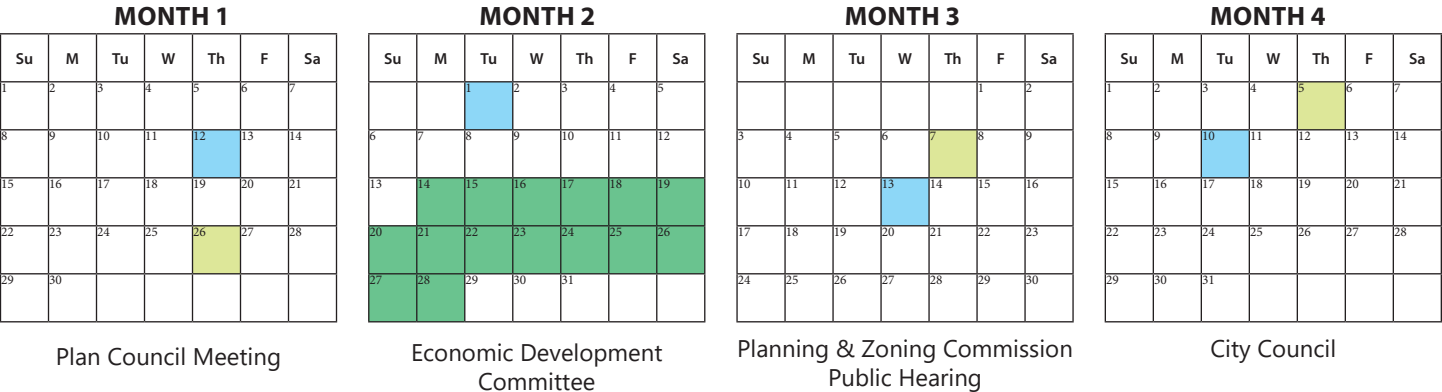 MONTH 1
Su M Tu W Th F Sa
1 2 3 4 5 6 7
8 9 10 11 12 13 14
15 16 17 18 19 20 21
22 23 24 25 26 27 28
29 30
Plan Council Meeting
MONTH 2
Su M Tu W Th F Sa
1 2 3 4 5
6 7 8 9 10 11 12
13 14 15 16 17 18 19
20 21 22 23 24 25 26
27 28 29 30 31
Economic Development
Committee
MONTH 3
Su M Tu W Th F Sa
1 2
3 4 5 6 7 8 9
10 11 12 13 14 15 16
17 18 19 20 21 22 23
24 25 26 27 28 29 30
Planning & Zoning Commission
Public Hearing
MONTH 4
Su M Tu W Th F Sa
1 2 3 4 5 6 7
8 9 10 11 12 13 14
15 16 17 18 19 20 21
22 23 24 25 26 27 28
29 30 31
City Council